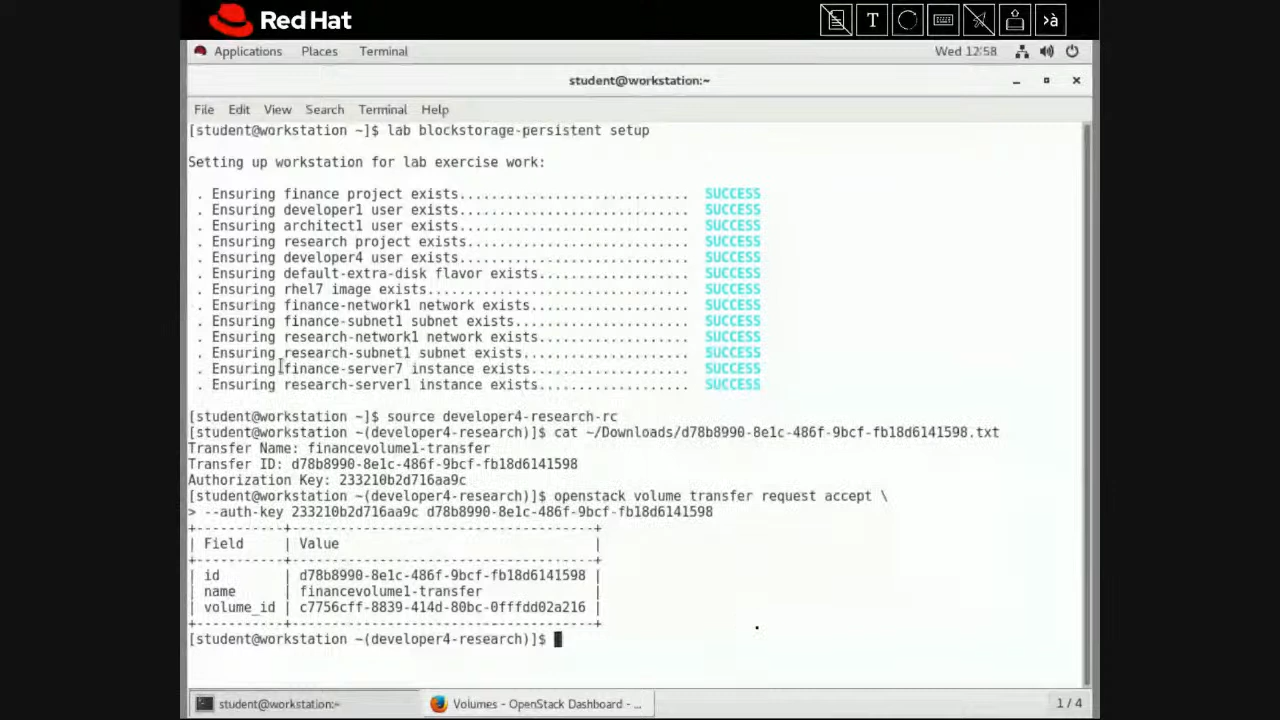 Red Hat
T
>à
Applications Places Terminal Wed 12:58
student@workstation:~
File Edit View Search Terminal Help
[student@workstation ~]$ lab blockstorage-persistent setup
Setting up workstation for lab exercise work:
. Ensuring finance project exists............................. SUCCESS
. Ensuring developer1 user exists............................. SUCCESS
. Ensuring architect1 user exists............................. SUCCESS
. Ensuring research project exists............................ SUCCESS
. Ensuring developer4 user exists............................. SUCCESS
. Ensuring default-extra-disk flavor exists................... SUCCESS
. Ensuring rhel7 image exists................................. SUCCESS
. Ensuring finance-network1 network exists.................... SUCCESS
. Ensuring finance-subnet1 subnet exists...................... SUCCESS
. Ensuring research-network1 network exists................... SUCCESS
. Ensuring research-subnet1 subnet exists..................... SUCCESS
. Ensuring finance-server7 instance exists.................... SUCCESS
. Ensuring research-server1 instance exists................... SUCCESS
[student@workstation ~]$ source developer4-research-rc
[student@workstation ~(developer4-research)]$ cat ~/Downloads/d78b8990-8e1c-486f-9bcf-fb18d6141598.txt
Transfer Name: financevolume1-transfer
Transfer ID: d78b8990-8e1c-486f-9bcf-fb18d6141598
Authorization Key: 233210b2d716aa9c
[student@workstation ~(developer4-research)]$ openstack volume transfer request accept \
> --auth-key 233210b2d716aa9c d78b8990-8e1c-486f-9bcf-fb18d6141598
+-----------+--------------------------------------+
| Field | Value |
+-----------+--------------------------------------+
| id | d78b8990-8e1c-486f-9bcf-fb18d6141598 |
| name | financevolume1-transfer |
| volume_id | c7756cff-8839-414d-80bc-0fffdd02a216 |
+-----------+--------------------------------------+
[student@workstation ~(developer4-research)]$
student@workstation:~ Volumes - OpenStack Dashboard - ... 1 / 4